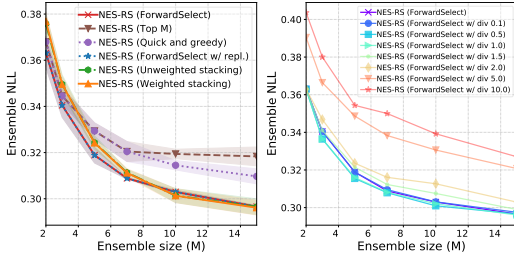 NES-RS (ForwardSelect)
NES-RS (Top M)
NES-RS (Quick and greedy)
NES-RS (ForwardSelect w/ repl.)
NES-RS (Unweighted stacking)
NES-RS (Weighted stacking)
0.38
0.36
0.34
0.32
0.30
Ensemble NLL
2 4 6 8 10 12 14
Ensemble size (M)
NES-RS (ForwardSelect)
NES-RS (ForwardSelect w/ div 0.1)
NES-RS (ForwardSelect w/ div 0.5)
NES-RS (ForwardSelect w/ div 1.0)
NES-RS (ForwardSelect w/ div 1.5)
NES-RS (ForwardSelect w/ div 2.0)
NES-RS (ForwardSelect w/ div 5.0)
NES-RS (ForwardSelect w/ div 10.0)
0.40
0.38
0.36
0.34
0.32
0.30
Ensemble NLL
2 4 6 8 10 12 14
Ensemble size (M)